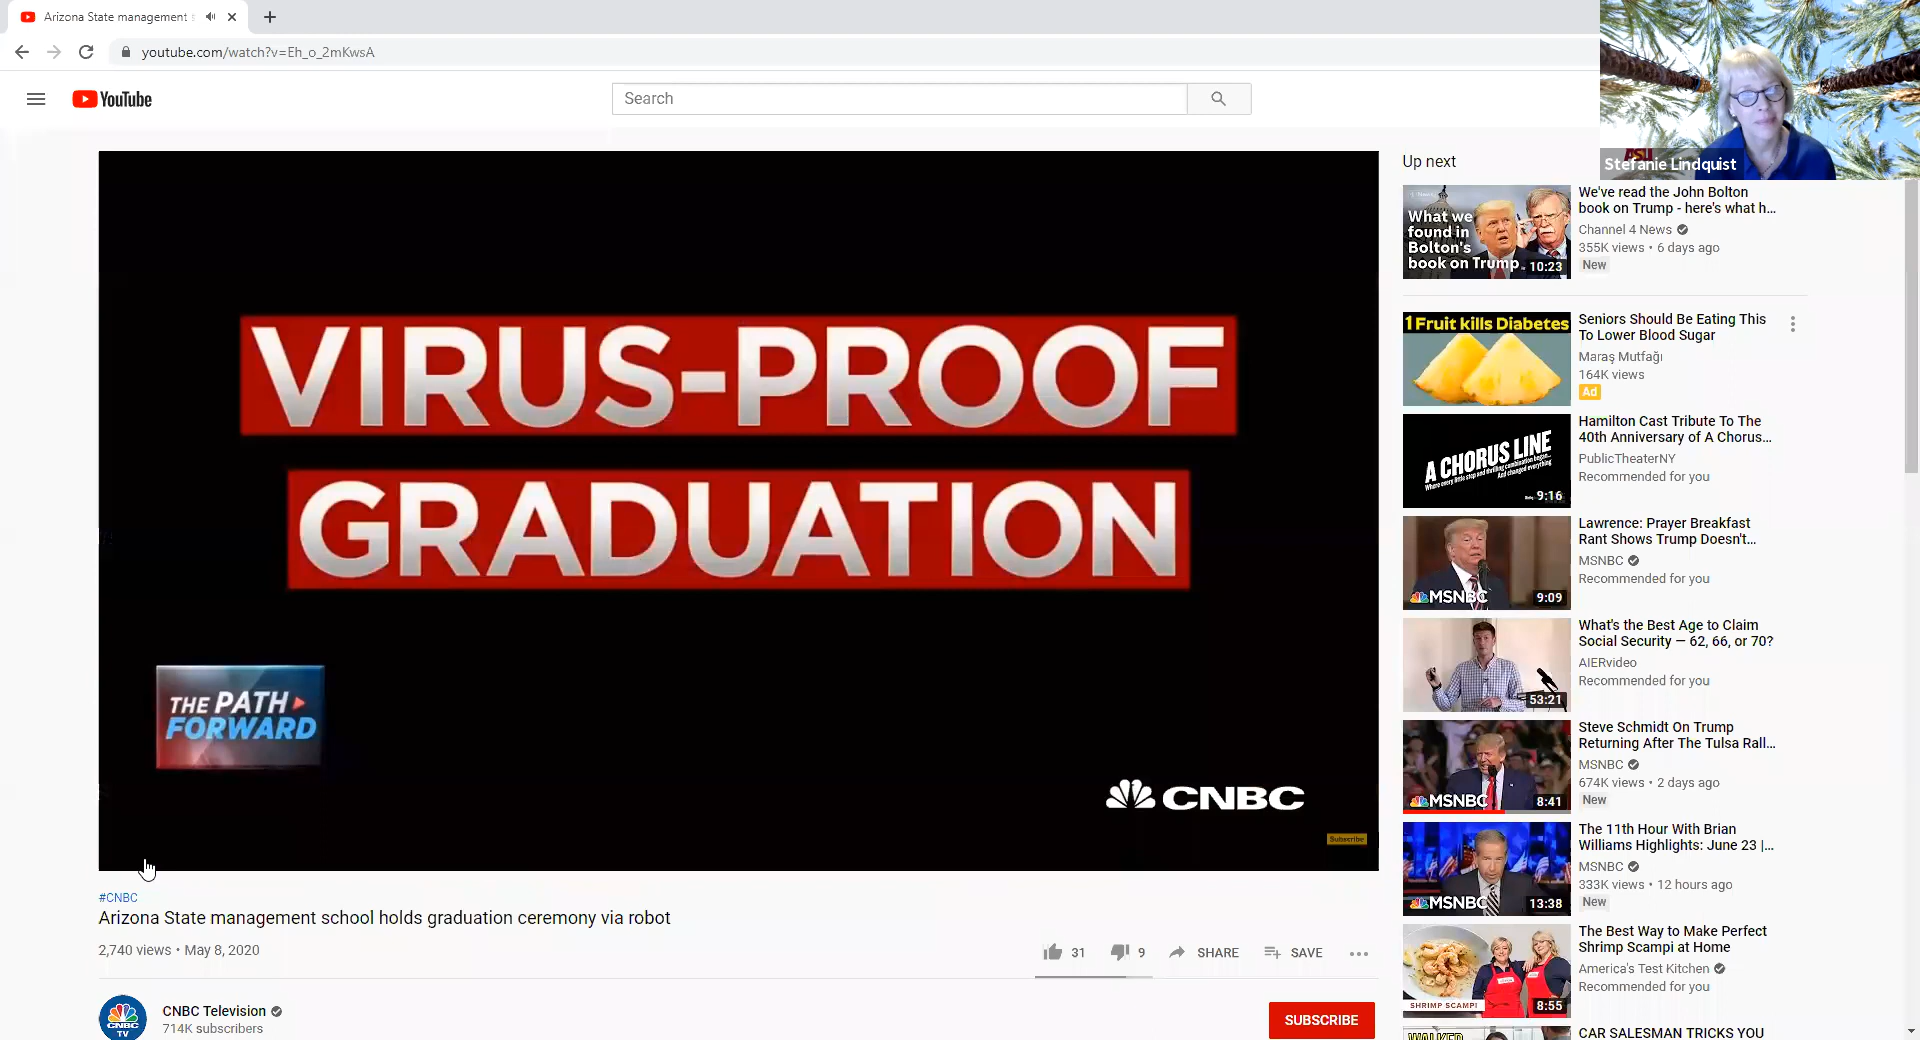 Arizona State management
youtube.com/watch?v=Eh_o_2mKwsA
YouTube
Search
ASU
Stefanie Lindquist
VIRUS-PROOF
GRADUATION
THE PATH
FORWARD
CNBC
Subscribe
#CNBC
Arizona State management school holds graduation ceremony via robot
2,740 views • May 8, 2020
31
9
SHARE
SAVE
CNBC
TV
CNBC Television
714K subscribers
SUBSCRIBE
Up next
What we
found in
Bolton's
book on Trump
10:23
We've read the John Bolton
book on Trump - here's what h...
Channel 4 News
355K views • 6 days ago
New
1 Fruit kills Diabetes
Seniors Should Be Eating This
To Lower Blood Sugar
Maraş Mutfağı
164K views
Ad
A CHORUS LINE
9:16
Hamilton Cast Tribute To The
40th Anniversary of A Chorus...
PublicTheaterNY
Recommended for you
MSNBC
9:09
Lawrence: Prayer Breakfast
Rant Shows Trump Doesn't...
MSNBC
Recommended for you
53:21
What's the Best Age to Claim
Social Security — 62, 66, or 70?
AIERvideo
Recommended for you
MSNBC
8:41
Steve Schmidt On Trump
Returning After The Tulsa Rall...
MSNBC
674K views • 2 days ago
New
MSNBC
13:38
The 11th Hour With Brian
Williams Highlights: June 23 |...
MSNBC
333K views • 12 hours ago
New
SHRIMP SCAMPI
8:55
The Best Way to Make Perfect
Shrimp Scampi at Home
America's Test Kitchen
Recommended for you
CAR SALESMAN TRICKS YOU